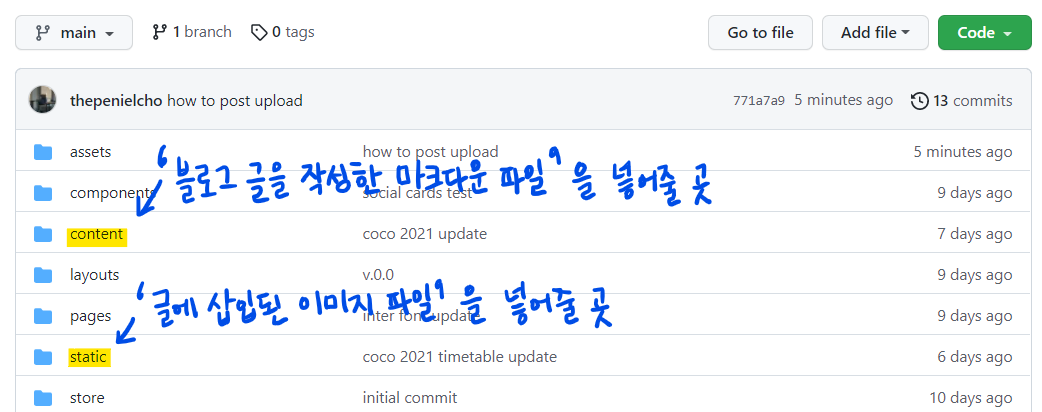 main 1 branch 0 tags Go to file Add file Code
thepenielcho how to post upload 771a7a9 5 minutes ago 13 commits
assets how to post upload 5 minutes ago
'블로그 글을 작성한 마크다운 파일'을 넣어줄 곳
components social cards test 9 days ago
content coco 2021 update 7 days ago
layouts v.0.0 9 days ago
'글에 삽입된 이미지 파일'을 넣어줄 곳
pages inter font update 9 days ago
static coco 2021 timetable update 6 days ago
store initial commit 10 days ago